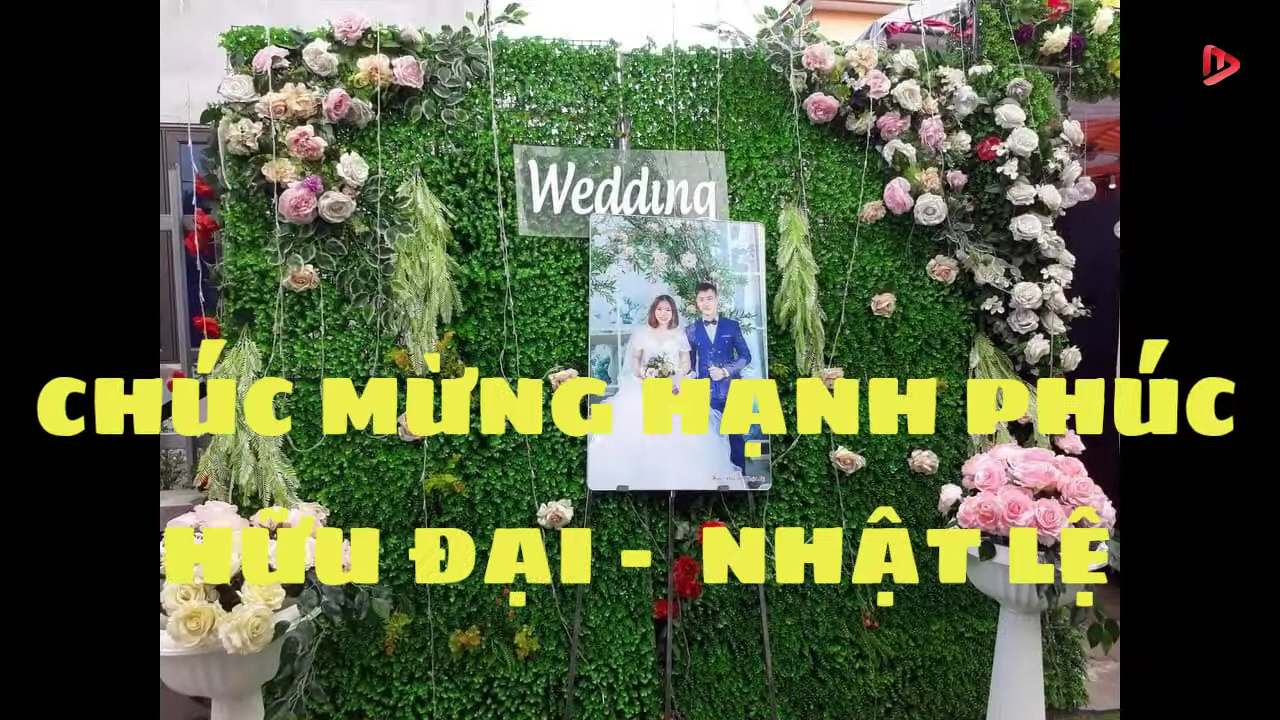 Wedding
CHÚC MỪNG HẠNH PHÚC
HỮU ĐẠI - NHẬT LỆ